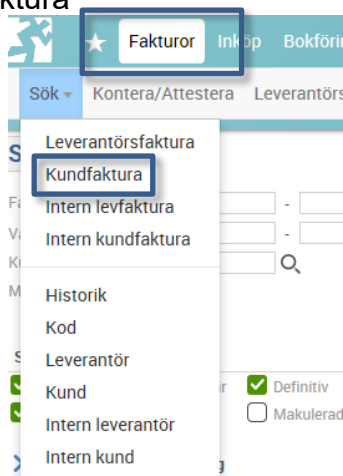 Fakturor Inköp
Sök Kontera/Attestera
Leverantörsfaktura
Kundfaktura
Intern levfaktura
Intern kundfaktura
-
-
Historik
Kod
Leverantör
Kund
Definitiv
Intern leverantör
Intern kund